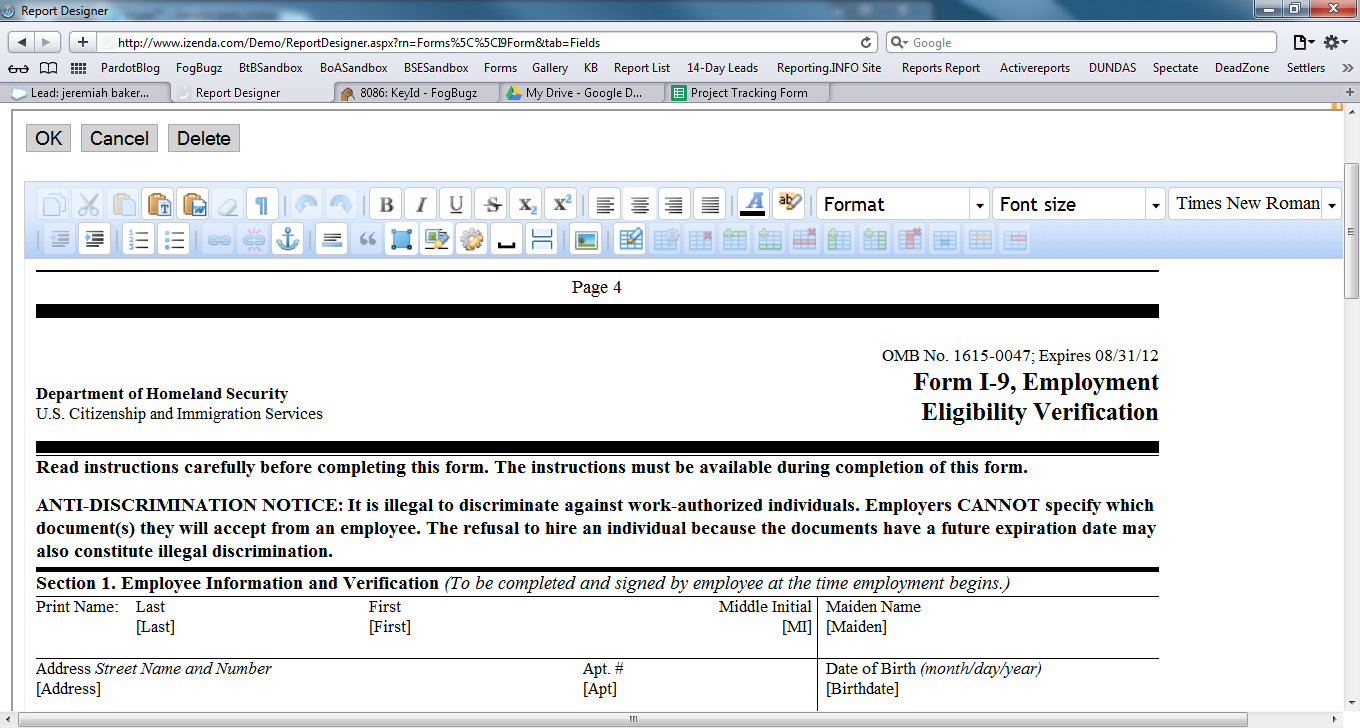 Report Designer
http://www.izenda.com/Demo/ReportDesigner.aspx?rn=Forms%5C%5CI9Form&tab=Fields
Google
PardotBlog FogBugz BtBSandbox BoASandbox BSESandbox Forms Gallery KB Report List 14-Day Leads Reporting.INFO Site Reports Report Activereports DUNDAS Spectate DeadZone Settlers
Lead: jeremiah baker... Report Designer 8086: KeyId - FogBugz My Drive - Google D... Project Tracking Form
OK Cancel Delete
B I U S X2 X2 A ab Format Font size Times New Roman
Page 4
OMB No. 1615-0047; Expires 08/31/12
Form I-9, Employment
Department of Homeland Security
Eligibility Verification
U.S. Citizenship and Immigration Services
Read instructions carefully before completing this form. The instructions must be available during completion of this form.
ANTI-DISCRIMINATION NOTICE: It is illegal to discriminate against work-authorized individuals. Employers CANNOT specify which
document(s) they will accept from an employee. The refusal to hire an individual because the documents have a future expiration date may
also constitute illegal discrimination.
Section 1. Employee Information and Verification (To be completed and signed by employee at the time employment begins.)
Print Name: Last First Middle Initial Maiden Name
[Last] [First] [MI] [Maiden]
Address Street Name and Number Apt. # Date of Birth (month/day/year)
[Address] [Apt] [Birthdate]